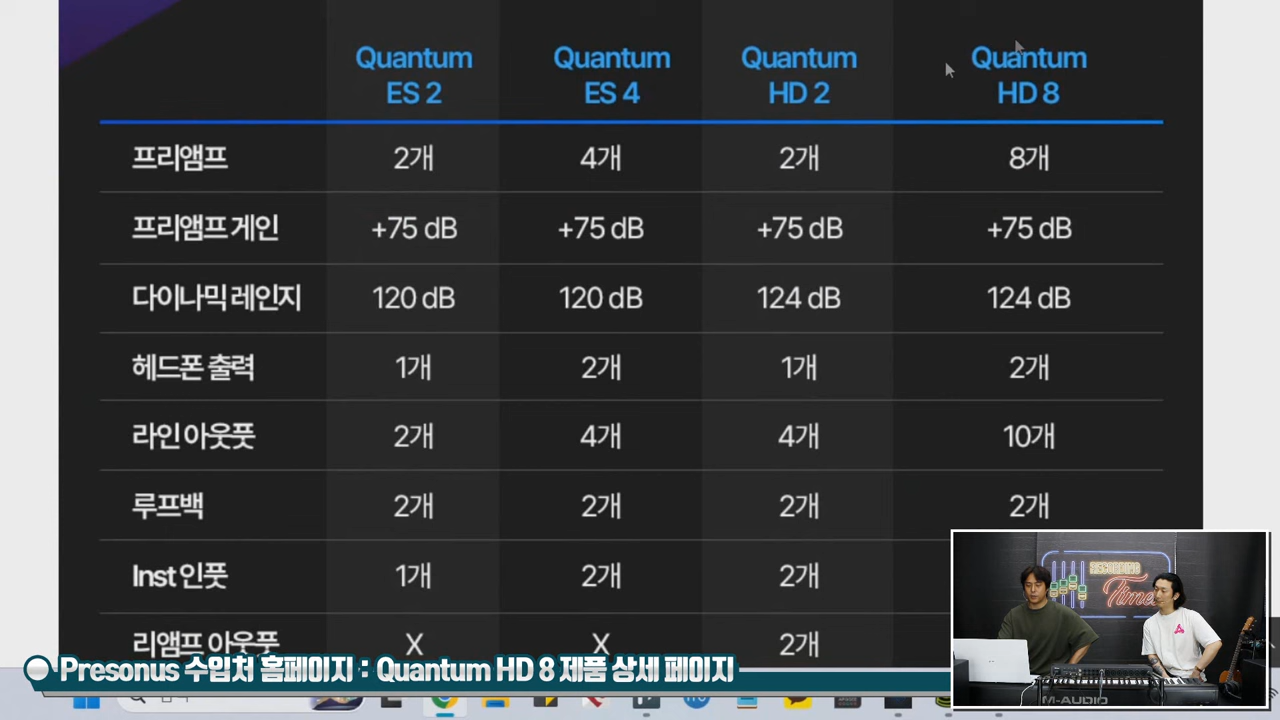 Quantum ES 2
Quantum ES 4
Quantum HD 2
Quantum HD 8
프리앰프 2개 4개 2개 8개
프리앰프 게인 +75 dB +75 dB +75 dB +75 dB
다이나믹 레인지 120 dB 120 dB 124 dB 124 dB
헤드폰 출력 1개 2개 1개 2개
라인 아웃풋 2개 4개 4개 10개
루프백 2개 2개 2개 2개
Inst 인풋 1개 2개 2개
리앰프 아웃풋 X X 2개
Presonus 수입처 홈페이지 : Quantum HD 8 제품 상세 페이지
RECORDING
Time
M-AUDIO